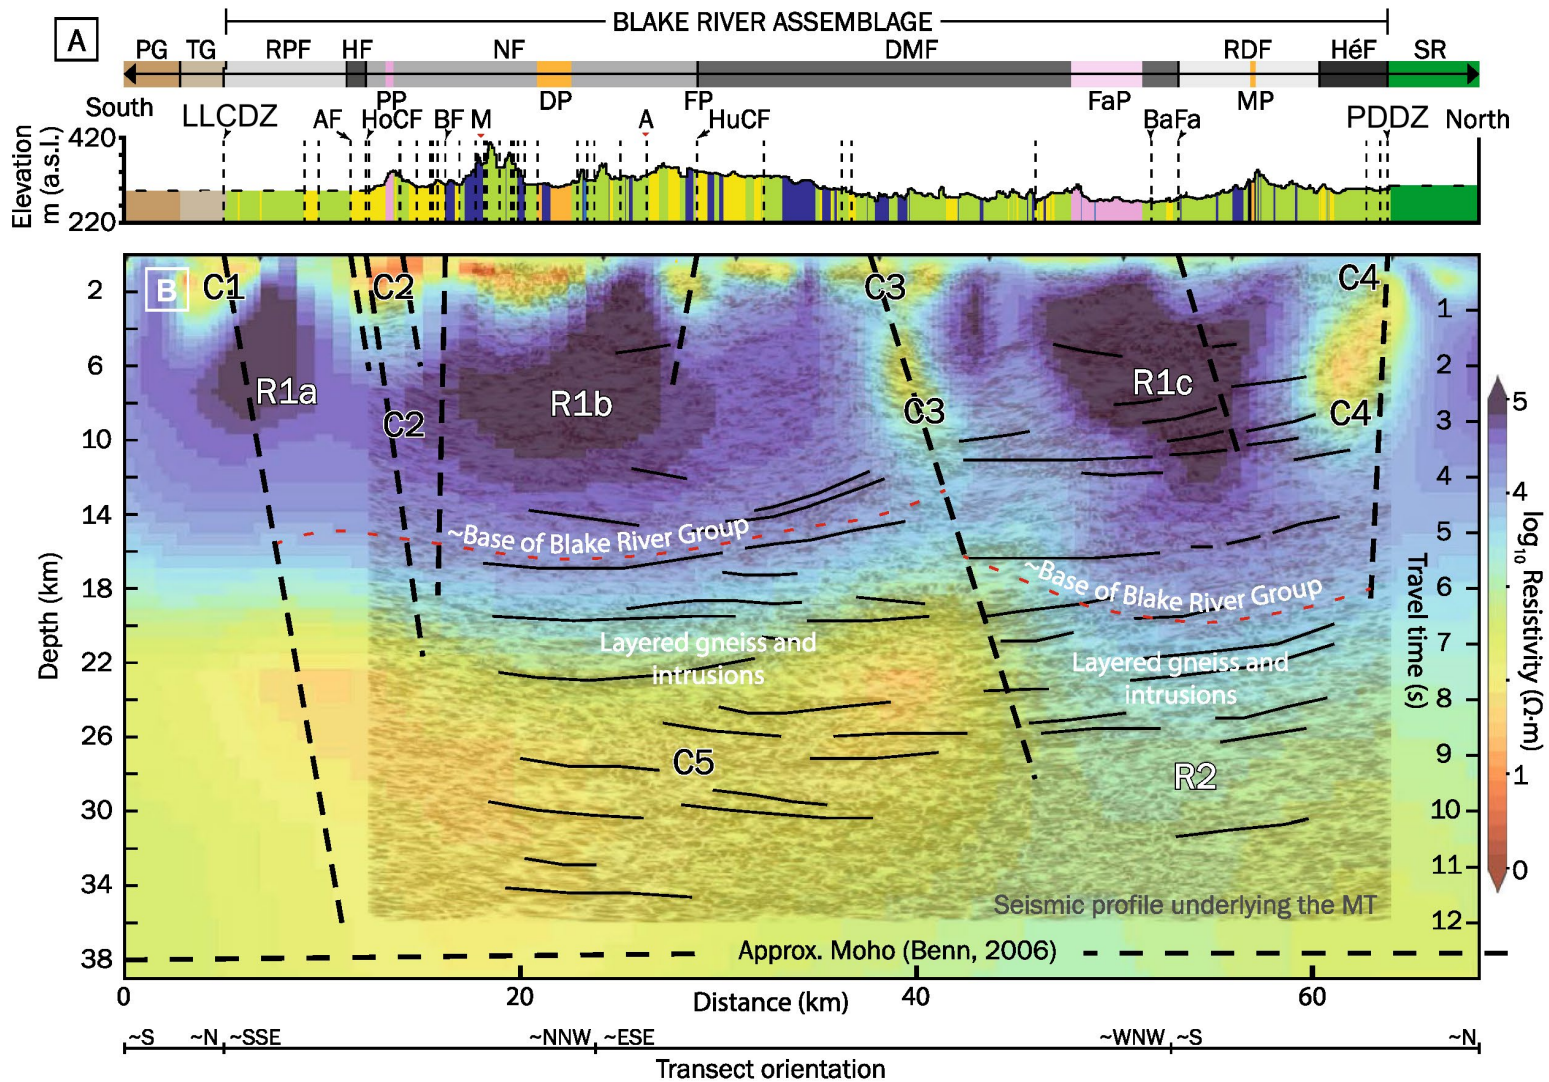 BLAKE RIVER ASSEMBLAGE
A
PG TG RPF HF NF DMF RDF HéF SR
PP DP FP FaP MP
South LLCDZ AF HoCF BF M A HuCF BaFa PDDZ North
Elevation
m (a.s.l.)
420
220
B
C1 C2 C3 C4
R1a R1b R1c
C2 C3 C4
~Base of Blake River Group
~Base of Blake River Group
Layered gneiss and
intrusions
Layered gneiss and
intrusions
C5
R2
Seismic profile underlying the MT
Approx. Moho (Benn, 2006)
Depth (km)
2
6
10
14
18
22
26
30
34
38
Travel time (s)
1
2
3
4
5
6
7
8
9
10
11
12
log10 Resistivity (Ω·m)
5
4
1
0
0 20 40 60
Distance (km)
~S ~N ~SSE ~NNW ~ESE ~WNW ~S ~N
Transect orientation